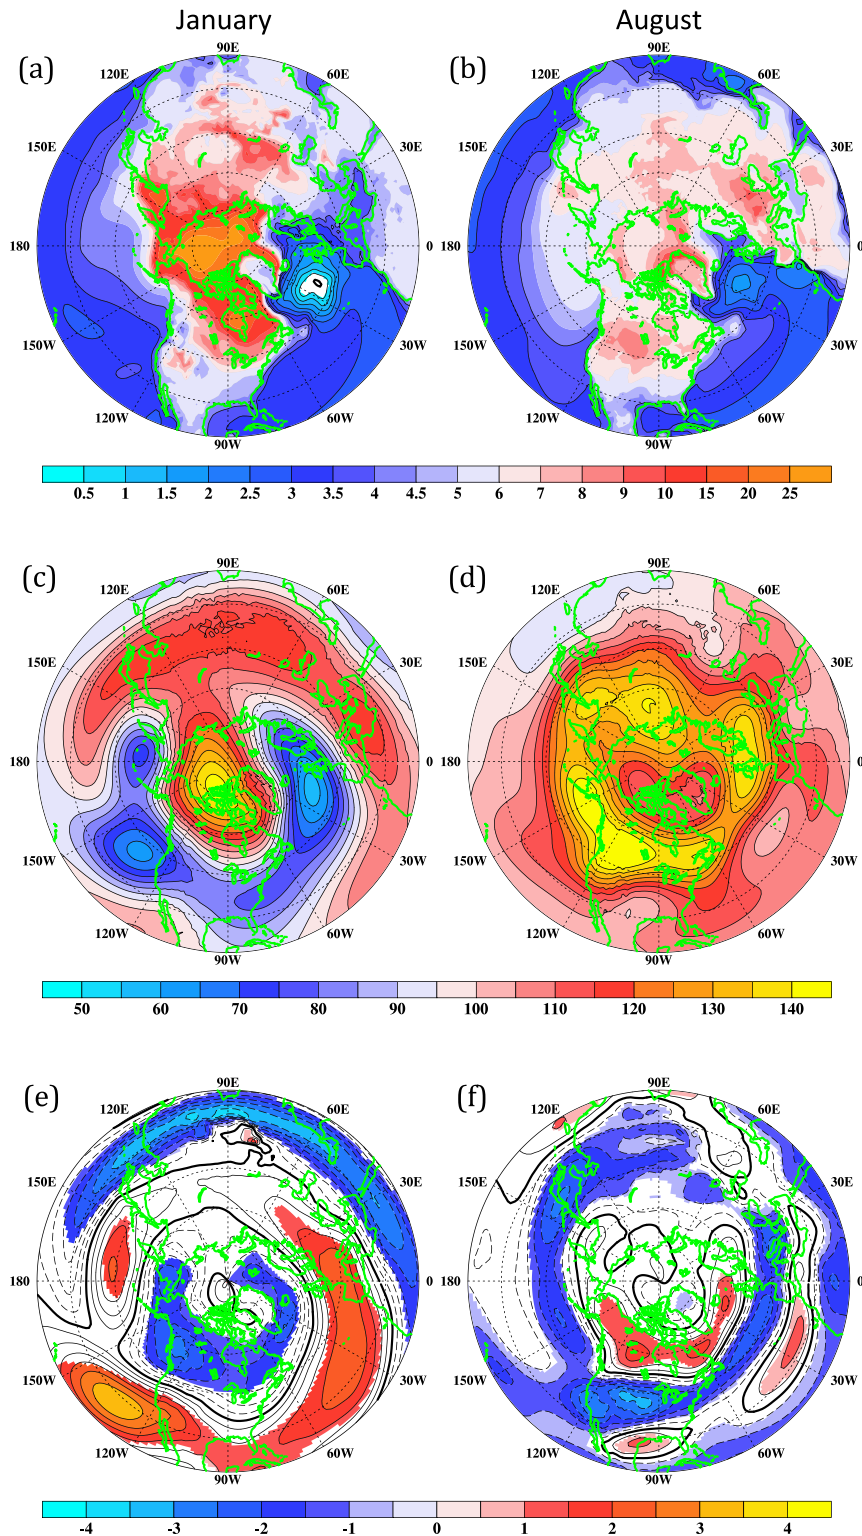 January August
(a) (b)
90E 90E
120E 60E 120E 60E
150E 30E 150E 30E
180 0 180 0
150W 30W 150W 30W
120W 60W 120W 60W
90W 90W
0.5 1 1.5 2 2.5 3 3.5 4 4.5 5 6 7 8 9 10 15 20 25
(c) (d)
90E 90E
120E 60E 120E 60E
150E 30E 150E 30E
180 0 180 0
150W 30W 150W 30W
120W 60W 120W 60W
90W 90W
50 60 70 80 90 100 110 120 130 140
(e) (f)
90E 90E
120E 60E 120E 60E
150E 30E 150E 30E
180 0 180 0
150W 30W 150W 30W
120W 60W 120W 60W
90W 90W
-4 -3 -2 -1 0 1 2 3 4